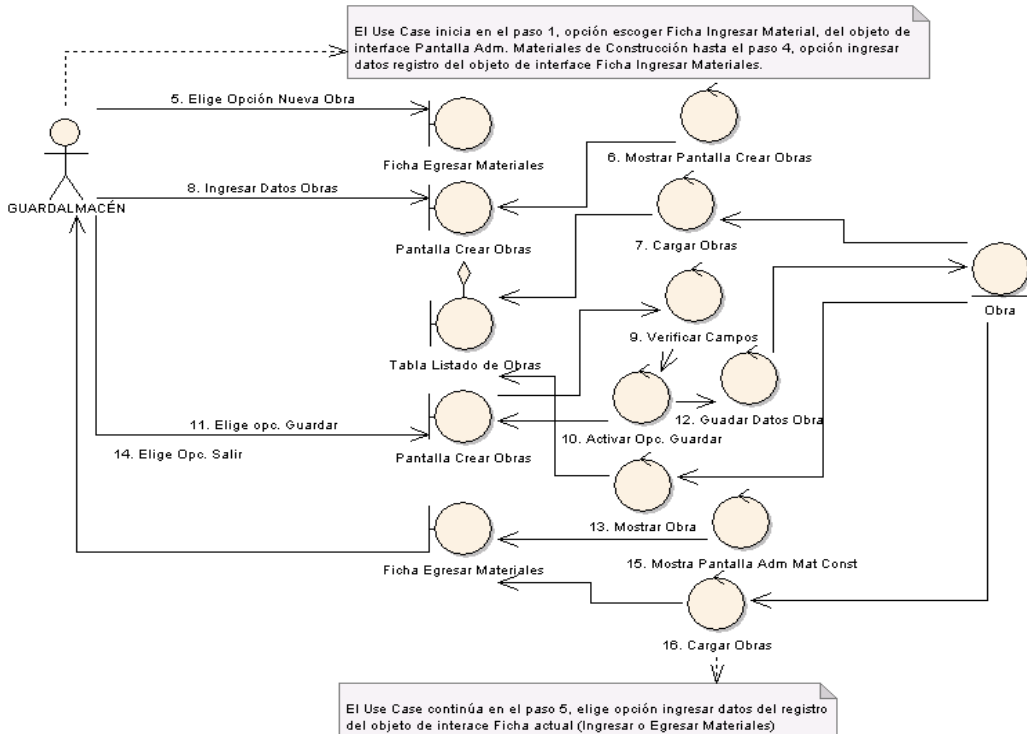 El Use Case inicia en el paso 1, opción escoger Ficha Ingresar Material, del objeto de
interface Pantalla Adm. Materiales de Construcción hasta el paso 4, opción ingresar
datos registro del objeto de interface Ficha Ingresar Materiales.
5. Elige Opción Nueva Obra
Ficha Egresar Materiales
6. Mostrar Pantalla Crear Obras
8. Ingresar Datos Obras
GUARDALMACÉN
Pantalla Crear Obras
7. Cargar Obras
Obra
9. Verificar Campos
Tabla Listado de Obras
11. Elige opc. Guardar
12. Guadar Datos Obra
10. Activar Opc. Guardar
14. Elige Opc. Salir
Pantalla Crear Obras
13. Mostrar Obra
15. Mostra Pantalla Adm Mat Const
Ficha Egresar Materiales
16. Cargar Obras
El Use Case continúa en el paso 5, elige opción ingresar datos del registro
del objeto de interace Ficha actual (Ingresar o Egresar Materiales)